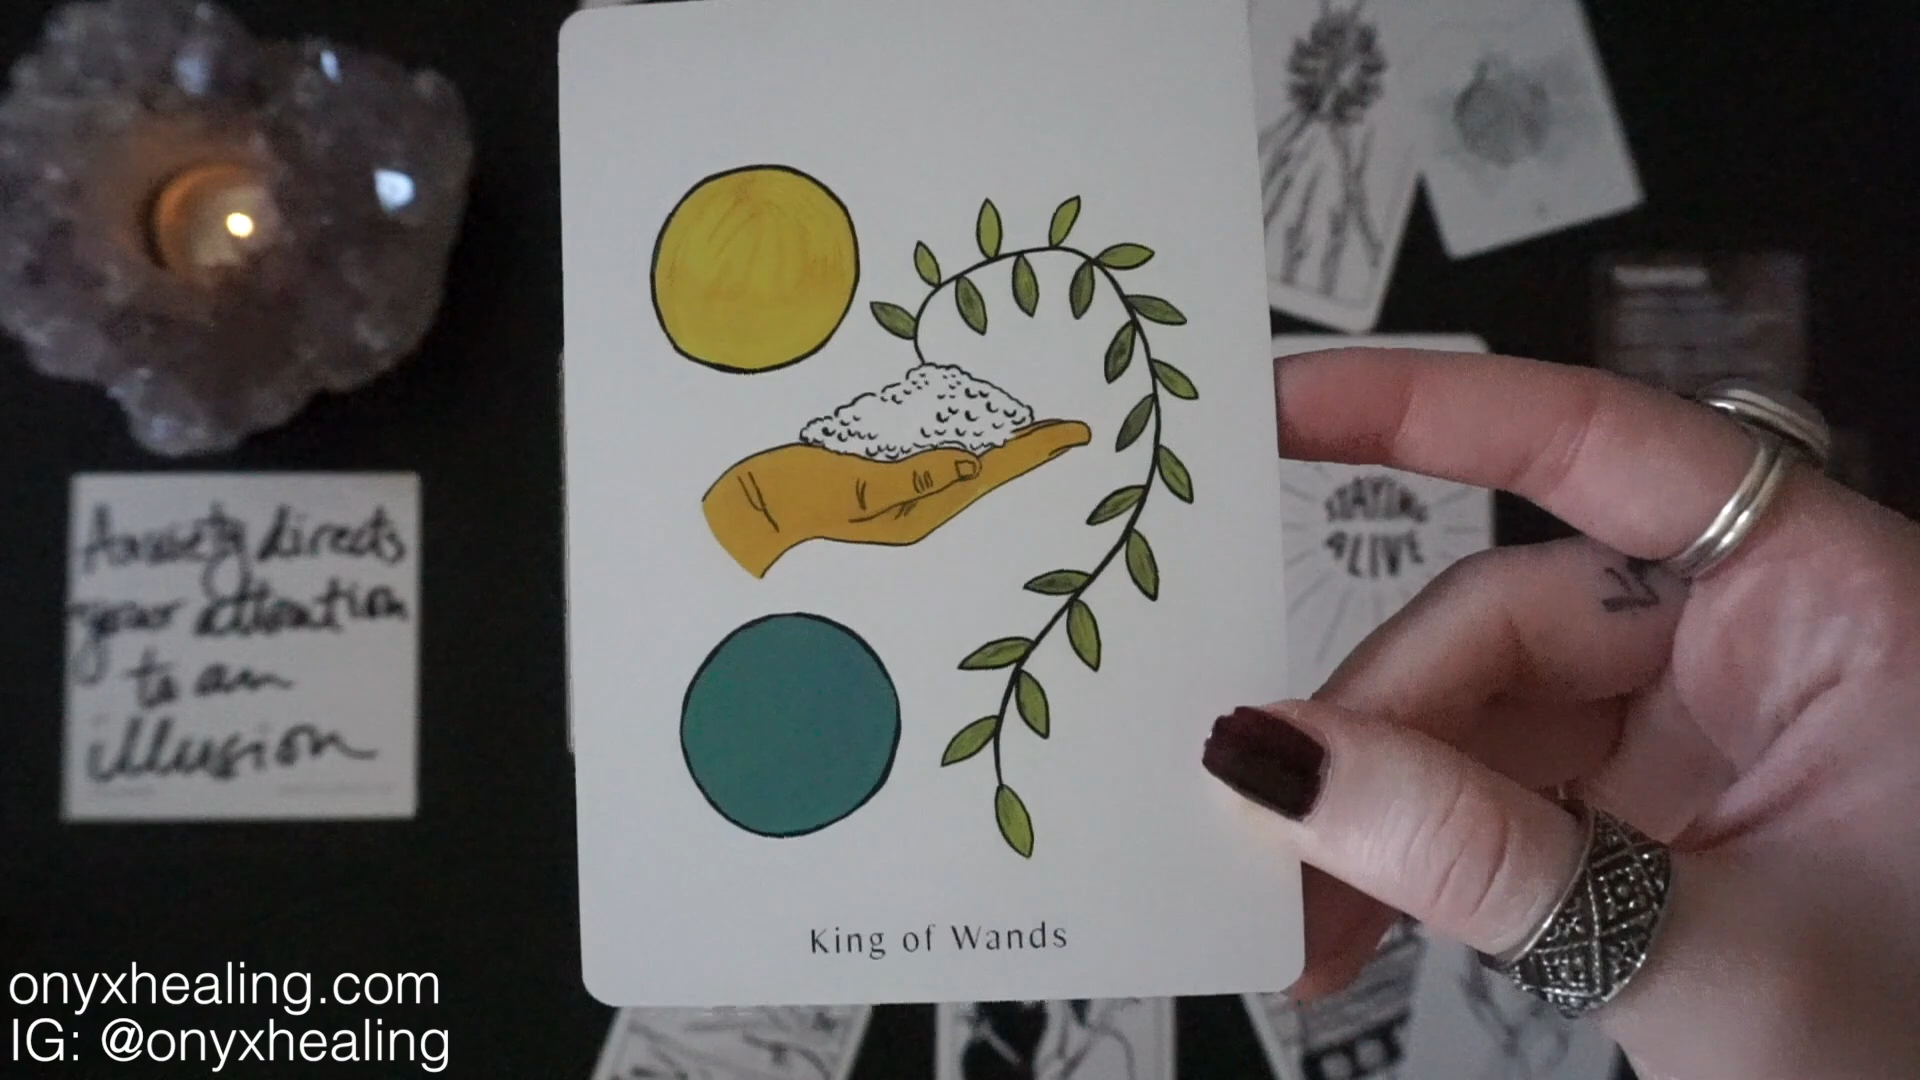 Anxiety directs
your attention
to an
illusion
STAYING
ALIVE
King of Wands
onyxhealing.com
IG: @onyxhealing